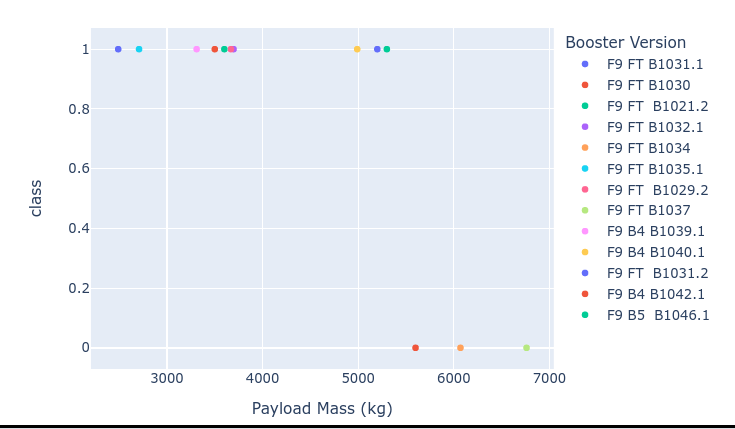 Booster Version
F9 FT B1031.1
F9 FT B1030
F9 FT  B1021.2
F9 FT B1032.1
F9 FT B1034
F9 FT B1035.1
F9 FT  B1029.2
F9 FT B1037
F9 B4 B1039.1
F9 B4 B1040.1
F9 FT  B1031.2
F9 B4 B1042.1
F9 B5  B1046.1
1
0.8
0.6
0.4
0.2
0
class
3000 4000 5000 6000 7000
Payload Mass (kg)